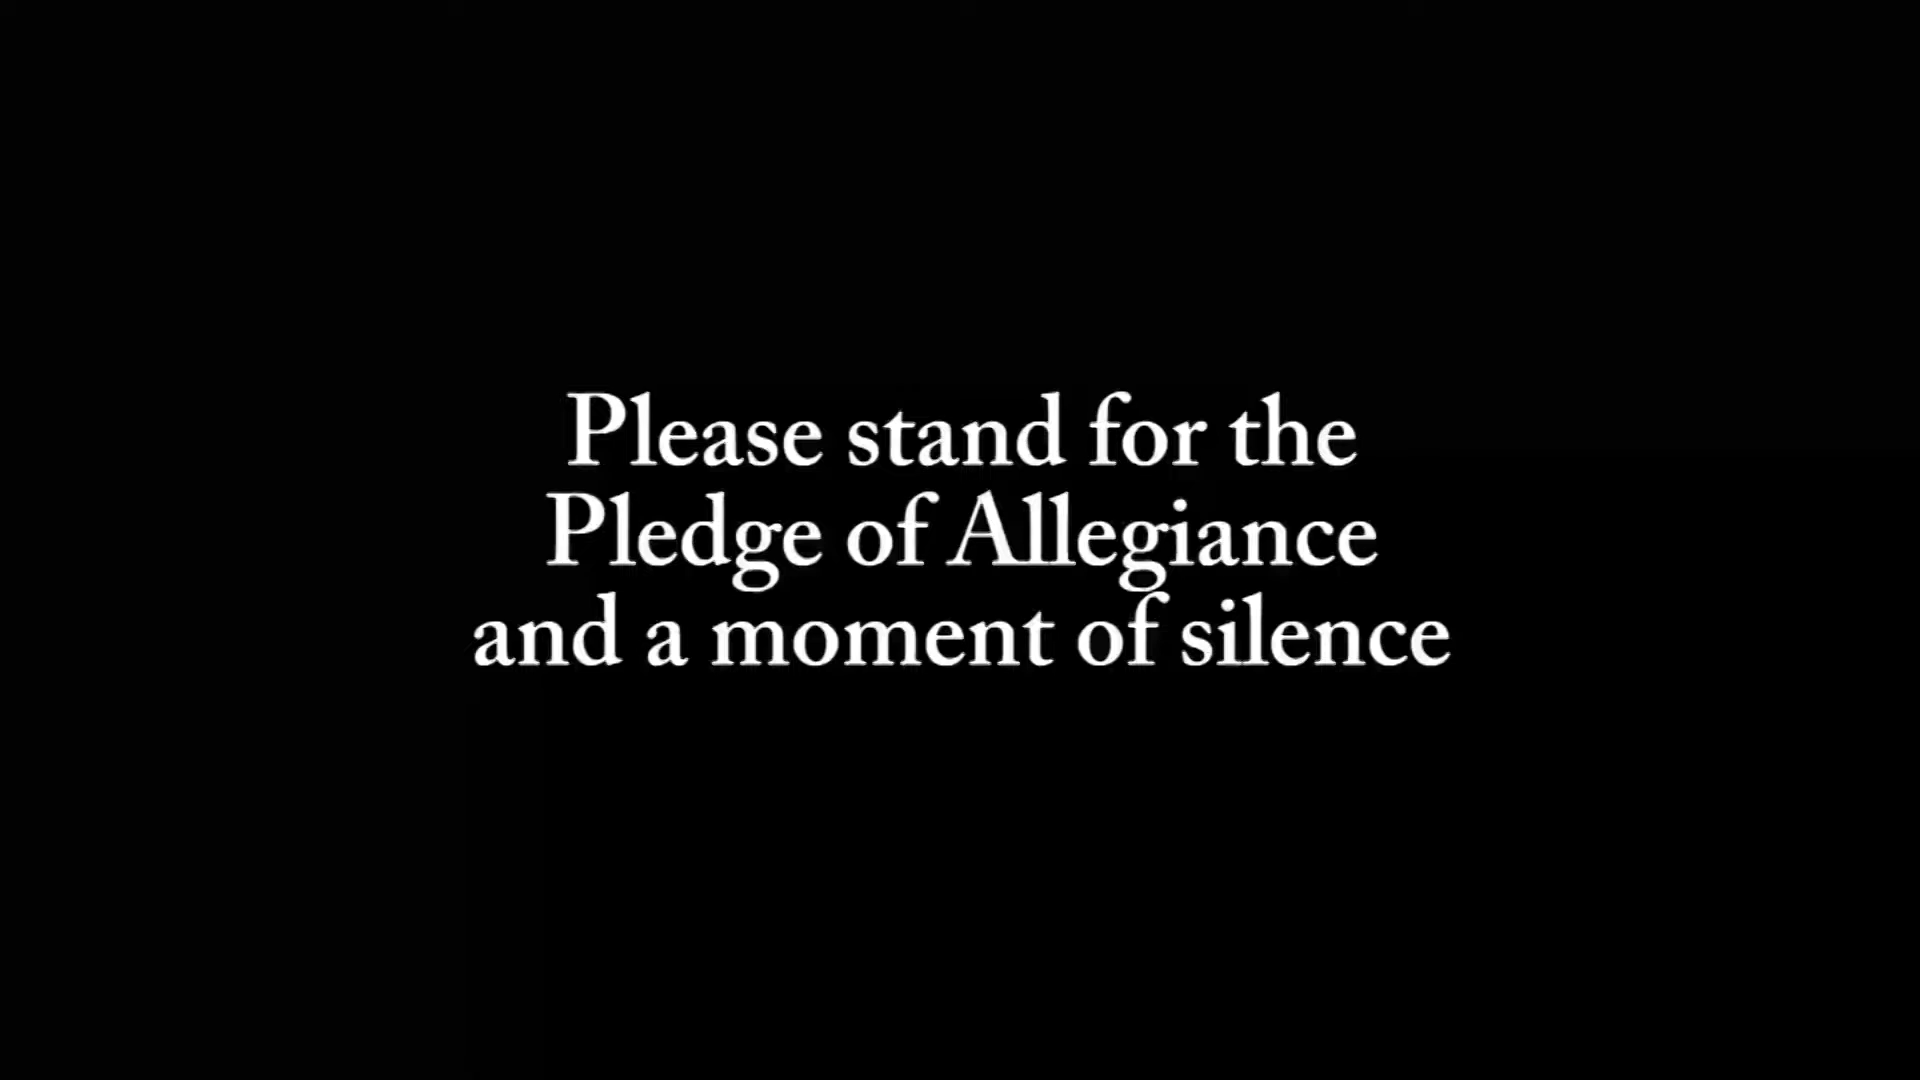 Please stand for the
Pledge of Allegiance
and a moment of silence